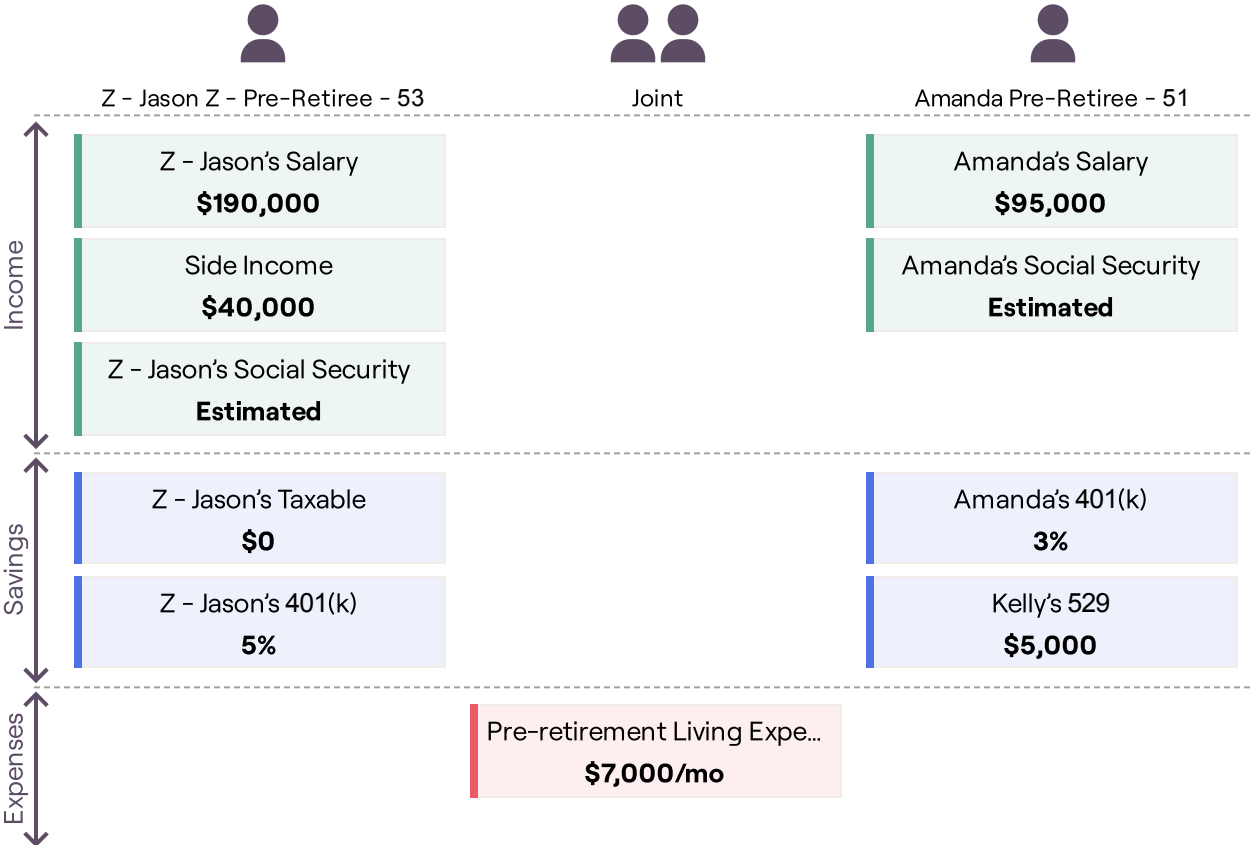 Z - Jason Z - Pre-Retiree - 53
Joint
Amanda Pre-Retiree - 51
Income
Z - Jason’s Salary
$190,000
Amanda’s Salary
$95,000
Side Income
$40,000
Amanda’s Social Security
Estimated
Z - Jason’s Social Security
Estimated
Savings
Z - Jason’s Taxable
$0
Amanda’s 401(k)
3%
Z - Jason’s 401(k)
5%
Kelly’s 529
$5,000
Expenses
Pre-retirement Living Expe...
$7,000/mo